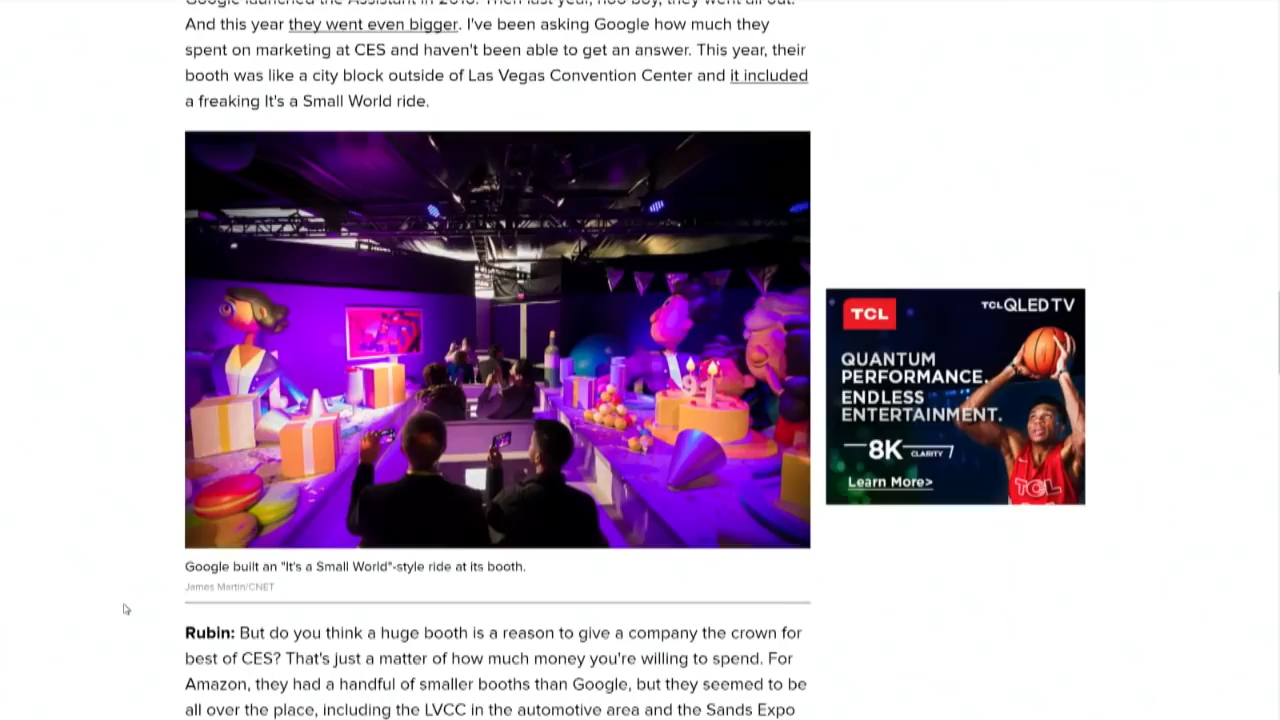 And this year they went even bigger. I've been asking Google how much they
spent on marketing at CES and haven't been able to get an answer. This year, their
booth was like a city block outside of Las Vegas Convention Center and it included
a freaking It's a Small World ride.
91
TCL
TCL QLED TV
QUANTUM
PERFORMANCE.
ENDLESS
ENTERTAINMENT.
8K CLARITY
Learn More>
TCL
Google built an "It's a Small World"-style ride at its booth.
James Martin/CNET
Rubin: But do you think a huge booth is a reason to give a company the crown for
best of CES? That's just a matter of how much money you're willing to spend. For
Amazon, they had a handful of smaller booths than Google, but they seemed to be
all over the place, including the LVCC in the automotive area and the Sands Expo